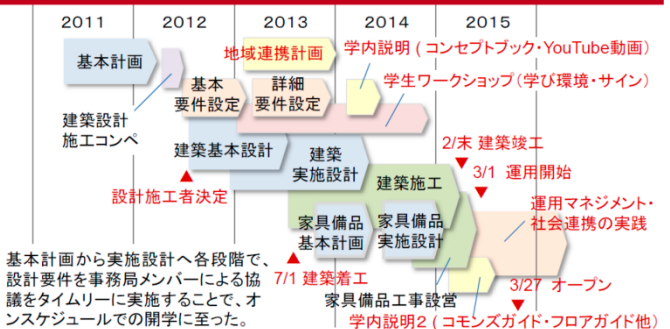 2011 2012 2013 2014 2015
基本計画
地域連携計画
学内説明 ( コンセプトブック・YouTube動画)
学生ワークショップ(学び環境・サイン)
建築設計
施工コンペ
基本
要件設定
詳細
要件設定
建築基本設計
建築
実施設計
2/末 建築竣工
3/1 運用開始
設計施工者決定
建築施工
運用マネジメント・
社会連携の実践
家具備品
基本計画
家具備品
実施設計
7/1 建築着工
家具備品工事設営
3/27 オープン
学内説明2 (コモンズガイド・フロアガイド他)
基本計画から実施設計へ各段階で、
設計要件を事務局メンバーによる協
議をタイムリーに実施することで、オ
ンスケジュールでの開学に至った。